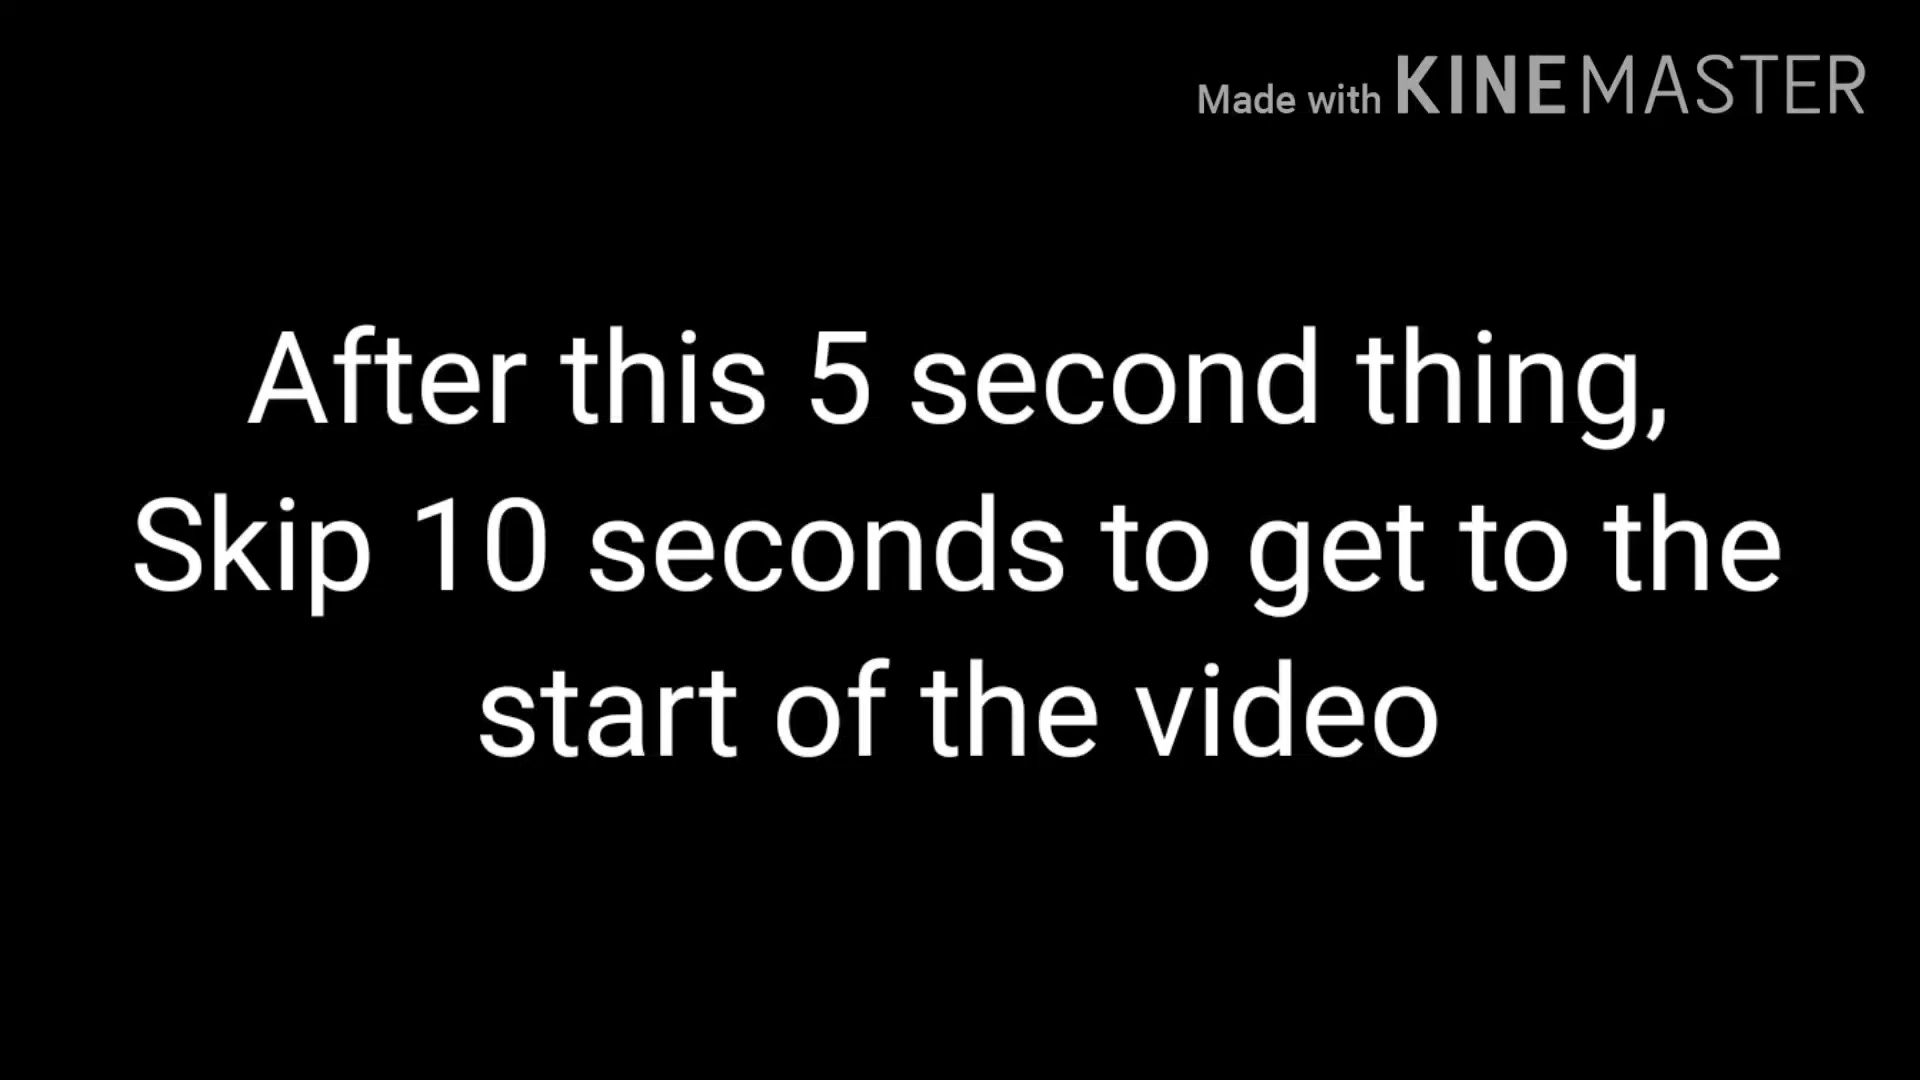 Made with KINEMASTER
After this 5 second thing,
Skip 10 seconds to get to the
start of the video